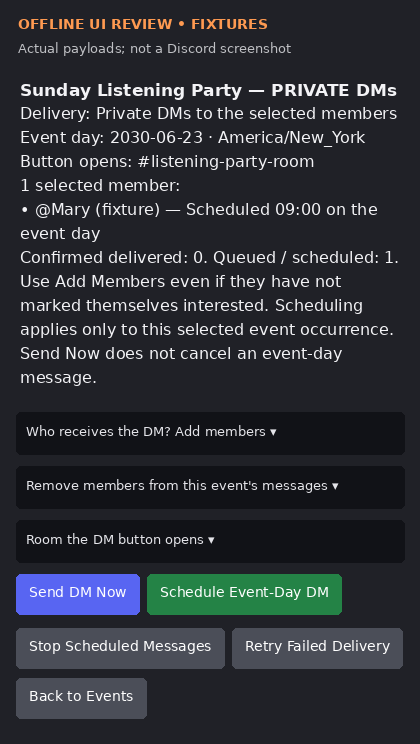 OFFLINE UI REVIEW • FIXTURES
Actual payloads; not a Discord screenshot
Sunday Listening Party — PRIVATE DMs
Delivery: Private DMs to the selected members
Event day: 2030-06-23 · America/New_York
Button opens: #listening-party-room
1 selected member:
• @Mary (fixture) — Scheduled 09:00 on the
event day
Confirmed delivered: 0. Queued / scheduled: 1.
Use Add Members even if they have not
marked themselves interested. Scheduling
applies only to this selected event occurrence.
Send Now does not cancel an event-day
message.
Who receives the DM? Add members ▾
Remove members from this event's messages ▾
Room the DM button opens ▾
Send DM Now
Schedule Event-Day DM
Stop Scheduled Messages
Retry Failed Delivery
Back to Events